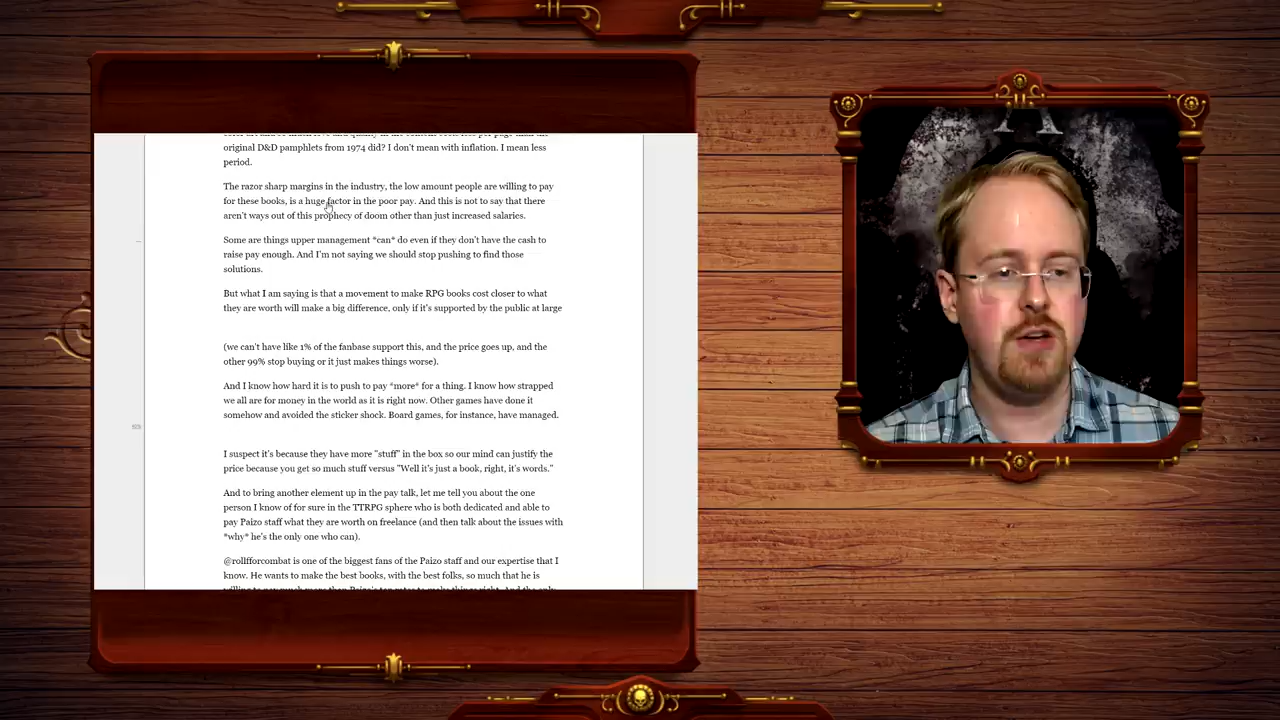 original D&D pamphlets from 1974 did? I don't mean with inflation. I mean less
period.
The razor sharp margins in the industry, the low amount people are willing to pay
for these books, is a huge factor in the poor pay. And this is not to say that there
aren't ways out of this prophecy of doom other than just increased salaries.
Some are things upper management *can* do even if they don't have the cash to
raise pay enough. And I'm not saying we should stop pushing to find those
solutions.
But what I am saying is that a movement to make RPG books cost closer to what
they are worth will make a big difference, only if it's supported by the public at large
(we can't have like 1% of the fanbase support this, and the price goes up, and the
other 99% stop buying or it just makes things worse).
And I know how hard it is to push to pay *more* for a thing. I know how strapped
we all are for money in the world as it is right now. Other games have done it
somehow and avoided the sticker shock. Board games, for instance, have managed.
I suspect it's because they have more "stuff" in the box so our mind can justify the
price because you get so much stuff versus "Well it's just a book, right, it's words."
And to bring another element up in the pay talk, let me tell you about the one
person I know of for sure in the TTRPG sphere who is both dedicated and able to
pay Paizo staff what they are worth on freelance (and then talk about the issues with
*why* he's the only one who can).
@rollfforcombat is one of the biggest fans of the Paizo staff and our expertise that I
know. He wants to make the best books, with the best folks, so much that he is